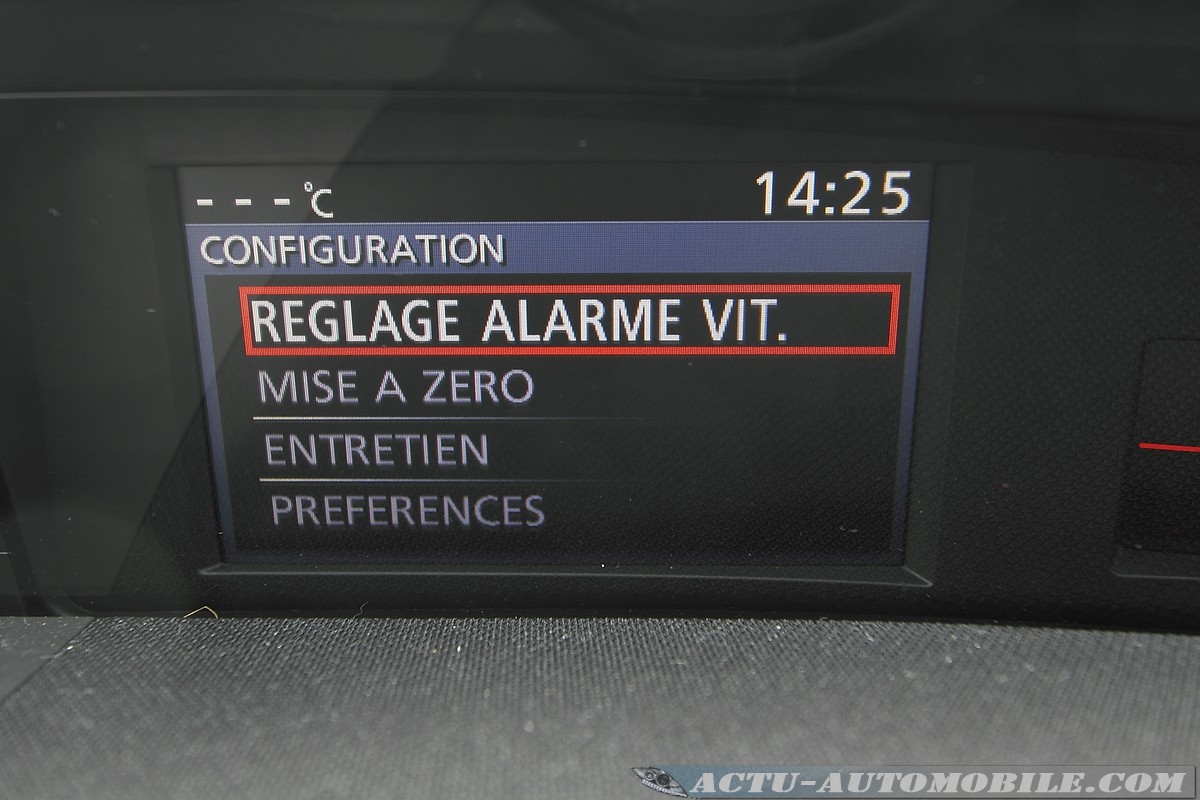 - - - °C 14:25
CONFIGURATION
REGLAGE ALARME VIT.
MISE A ZERO
ENTRETIEN
PREFERENCES
ACTU-AUTOMOBILE.COM